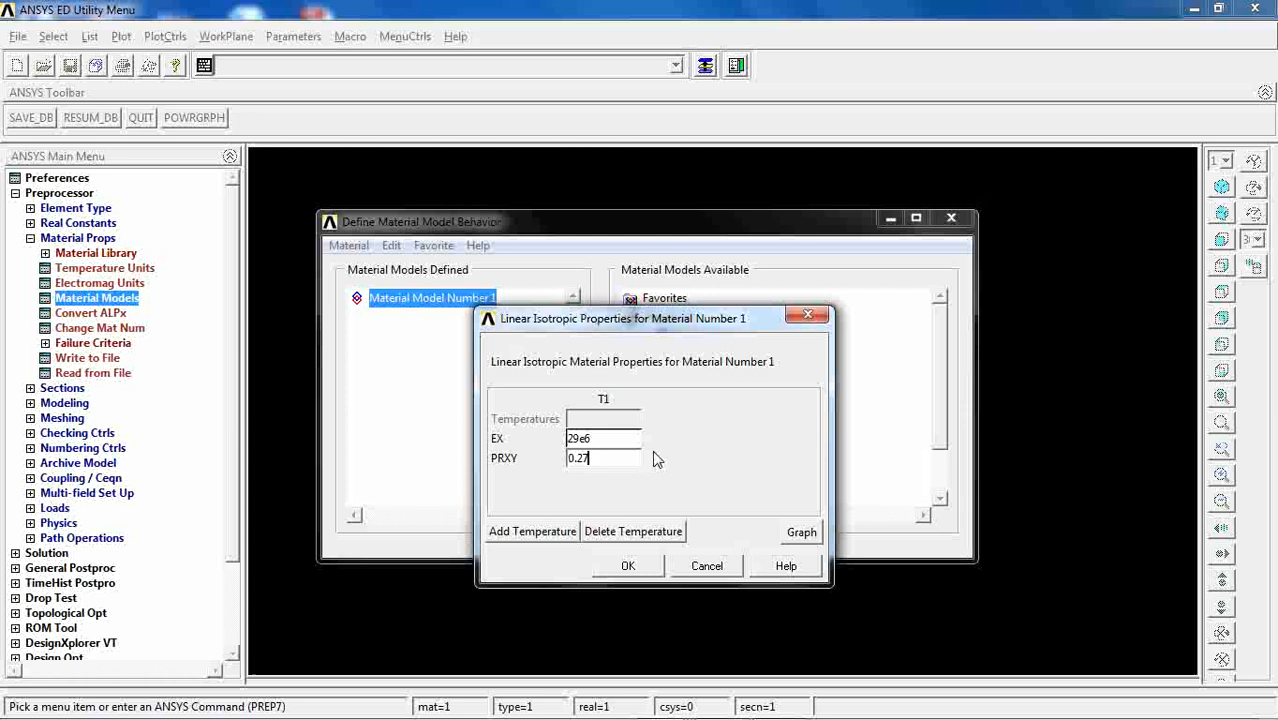 ANSYS ED Utility Menu
File Select List Plot PlotCtrls WorkPlane Parameters Macro MenuCtrls Help
ANSYS Toolbar
SAVE_DB RESUM_DB QUIT POWRGRPH
ANSYS Main Menu
Preferences
Preprocessor
Element Type
Real Constants
Material Props
Material Library
Temperature Units
Electromag Units
Material Models
Convert ALPx
Change Mat Num
Failure Criteria
Write to File
Read from File
Sections
Modeling
Meshing
Checking Ctrls
Numbering Ctrls
Archive Model
Coupling / Ceqn
Multi-field Set Up
Loads
Physics
Path Operations
Solution
General Postproc
TimeHist Postpro
Drop Test
Topological Opt
ROM Tool
DesignXplorer VT
Design Opt
Define Material Model Behavior
Material Edit Favorite Help
Material Models Defined
Material Models Available
Material Model Number 1
Favorites
Linear Isotropic Properties for Material Number 1
Linear Isotropic Material Properties for Material Number 1
T1
Temperatures
EX 29e6
PRXY 0.27
Add Temperature Delete Temperature Graph
OK Cancel Help
1
3
Pick a menu item or enter an ANSYS Command (PREP7) mat=1 type=1 real=1 csys=0 secn=1